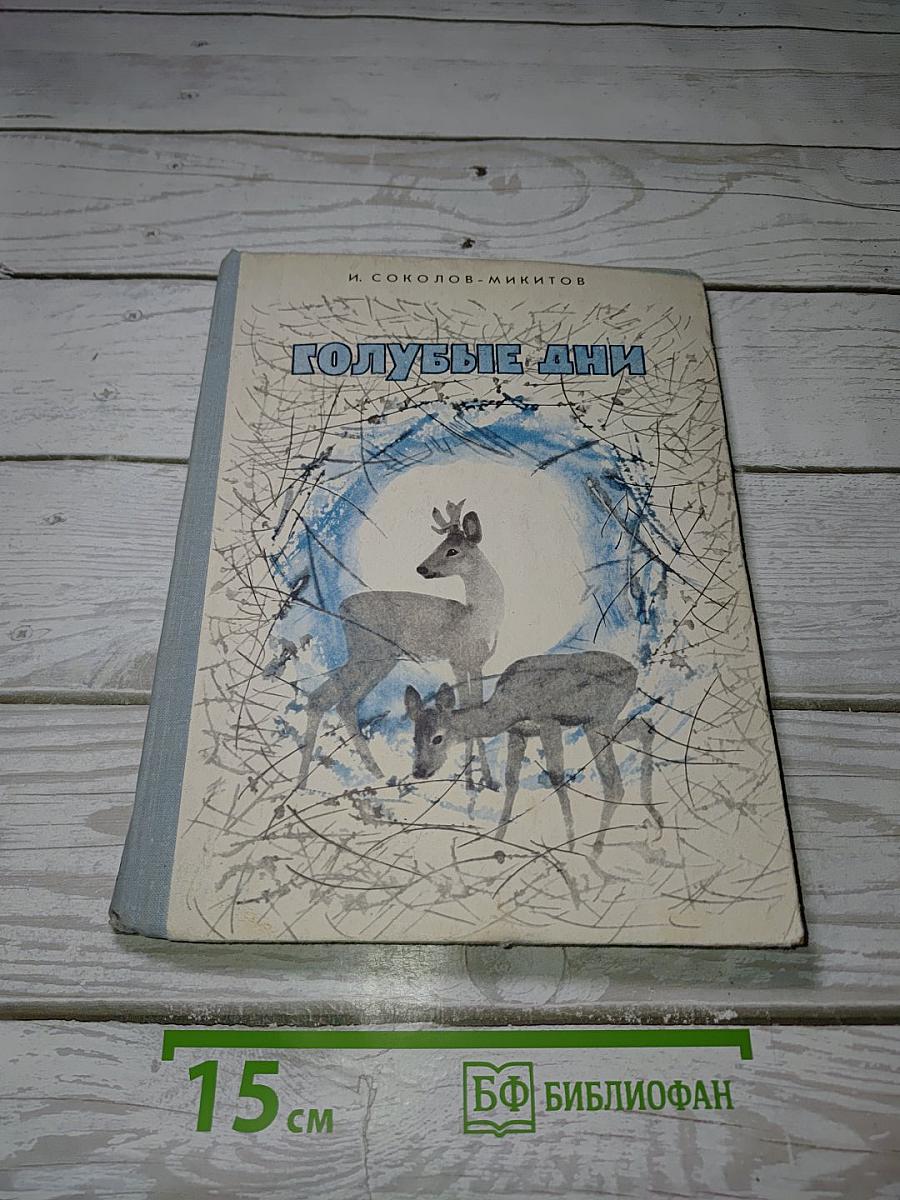 И. СОКОЛОВ-МИКИТОВ
ГОЛУБЫЕ ДНИ
15 см
БФ БИБЛИОФАН